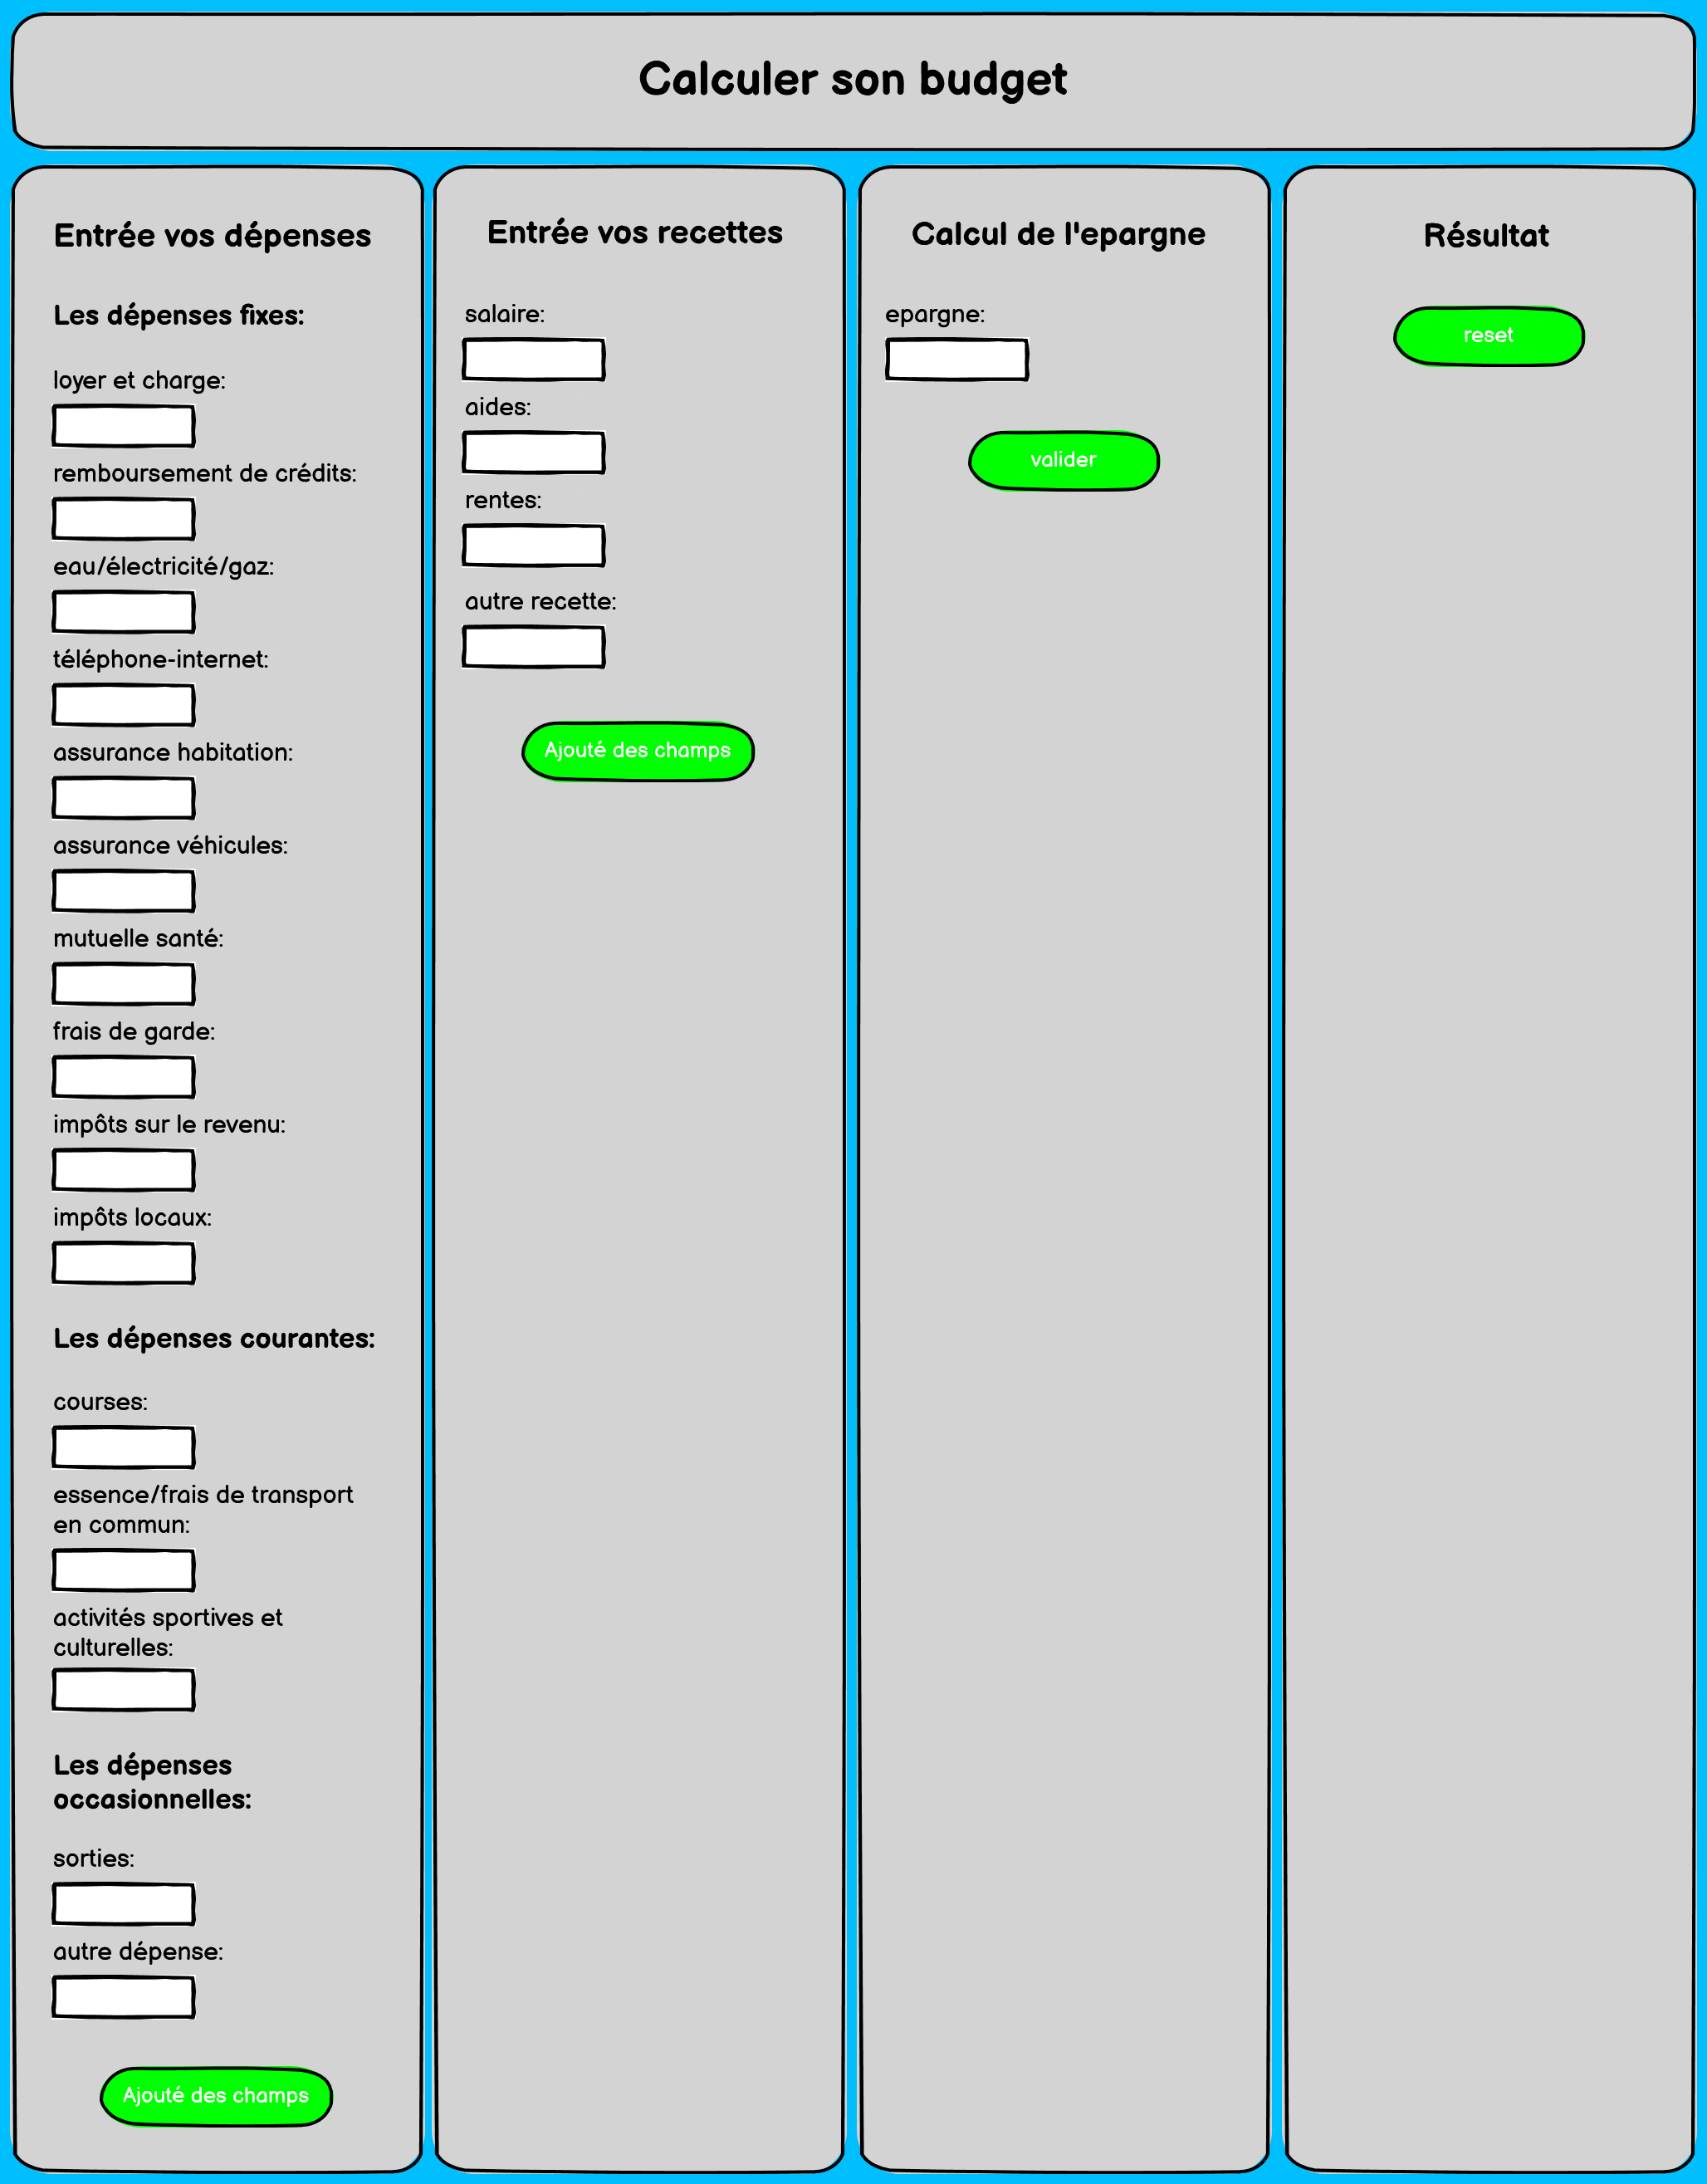 Calculer son budget
Entrée vos dépenses
Les dépenses fixes:
loyer et charge:
remboursement de crédits:
eau/électricité/gaz:
téléphone-internet:
assurance habitation:
assurance véhicules:
mutuelle santé:
frais de garde:
impôts sur le revenu:
impôts locaux:
Les dépenses courantes:
courses:
essence/frais de transport
en commun:
activités sportives et
culturelles:
Les dépenses
occasionnelles:
sorties:
autre dépense:
Ajouté des champs
Entrée vos recettes
salaire:
aides:
rentes:
autre recette:
Ajouté des champs
Calcul de l'epargne
epargne:
valider
Résultat
reset